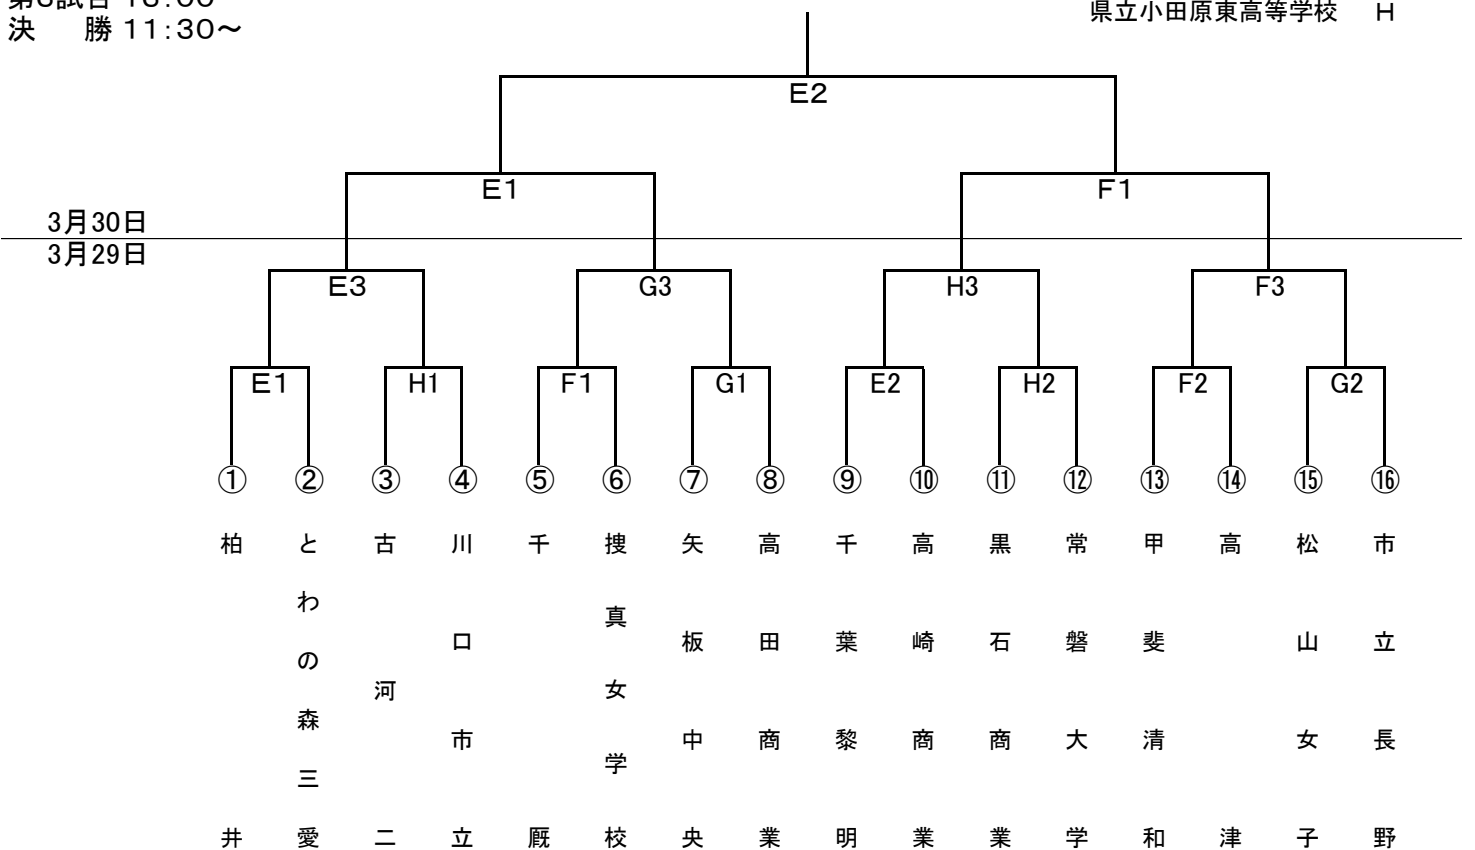 決　勝 11:30～
県立小田原東高等学校　H
E2
E1　F1
3月30日
3月29日
E3　G3　H3　F3
E1　H1　F1　G1　E2　H2　F2　G2
①　②　③　④　⑤　⑥　⑦　⑧　⑨　⑩　⑪　⑫　⑬　⑭　⑮　⑯
柏井
とわの森三愛
古河二
川口市立
千厩
捜真女学校
矢板中央
高田商業
千葉黎明
高崎商業
黒石商業
常磐大学
甲斐清和
高津
松山女子
市立長野